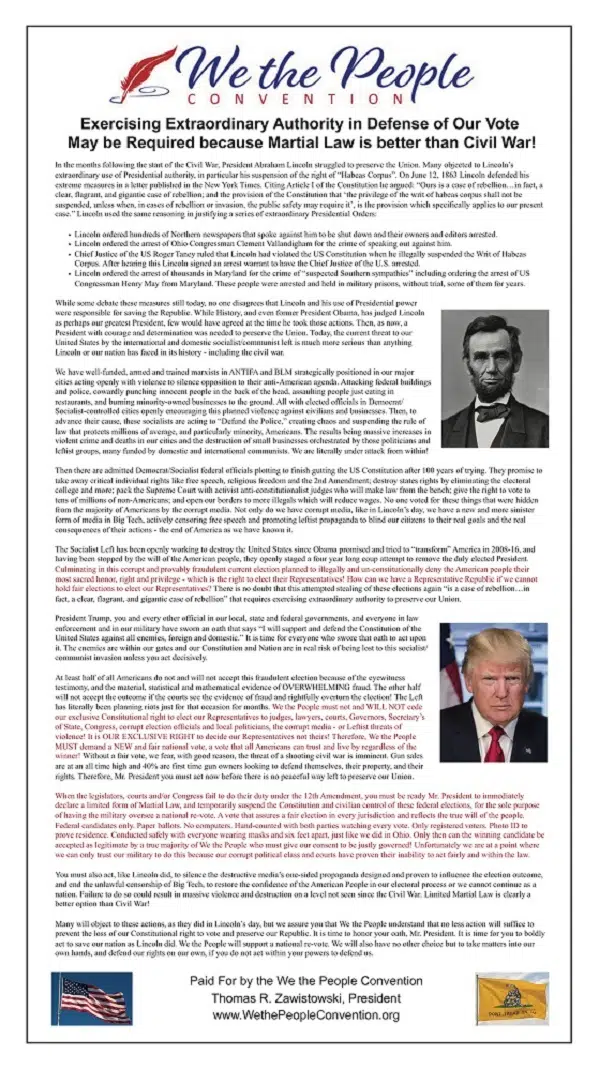 We the People
CONVENTION
Exercising Extraordinary Authority in Defense of Our Vote
May be Required because Martial Law is better than Civil War!
In the months following the start of the Civil War, President Abraham Lincoln struggled to preserve the Union. Many objected to Lincoln's
extraordinary use of Presidential authority, in particular his suspension of the right of "Habeas Corpus". On June 12, 1863 Lincoln defended his
extreme measures in a letter published in the New York Times. Citing Article I of the Constitution he argued: "Ours is a case of rebellion…in fact, a
clear, flagrant, and gigantic case of rebellion; and the provision of the Constitution that 'the privilege of the writ of habeas corpus shall not be
suspended, unless when, in cases of rebellion or invasion, the public safety may require it', is the provision which specifically applies to our present
case." Lincoln used the same reasoning in justifying a series of extraordinary Presidential Orders:
• Lincoln ordered hundreds of Northern newspapers that spoke against him to be shut down and their owners and editors arrested.
• Lincoln ordered the arrest of Ohio Congressman Clement Vallandigham for the crime of speaking out against him.
• Chief Justice of the US Roger Taney ruled that Lincoln had violated the US Constitution when he illegally suspended the Writ of Habeas
Corpus. After hearing this Lincoln signed an arrest warrant to have the Chief Justice of the U.S. arrested.
• Lincoln ordered the arrest of thousands in Maryland for the crime of "suspected Southern sympathies" including ordering the arrest of US
Congressman Henry May from Maryland. These people were arrested and held in military prisons, without trial, some of them for years.
While some debate these measures still today, no one disagrees that Lincoln and his use of Presidential power
were responsible for saving the Republic. While History, and even former President Obama, has judged Lincoln
as perhaps our greatest President, few would have agreed at the time he took those actions. Then, as now, a
President with courage and determination was needed to preserve the Union. Today, the current threat to our
United States by the international and domestic socialist/communist left is much more serious than anything
Lincoln or our nation has faced in its history - including the civil war.
We have well-funded, armed and trained marxists in ANTIFA and BLM strategically positioned in our major
cities acting openly with violence to silence opposition to their anti-American agenda. Attacking federal buildings
and police, cowardly punching innocent people in the back of the head, assaulting people just eating in
restaurants, and burning minority-owned businesses to the ground. All with elected officials in Democrat/
Socialist-controlled cities openly encouraging this planned violence against civilians and businesses. Then, to
advance their cause, these socialists are acting to "Defund the Police," creating chaos and suspending the rule of
law that protects millions of average, and particularly minority, Americans. The results being massive increases in
violent crime and deaths in our cities and the destruction of small businesses orchestrated by those politicians and
leftist groups, many funded by domestic and international communists. We are literally under attack from within!
Then there are admitted Democrat/Socialist federal officials plotting to finish gutting the US Constitution after 100 years of trying. They promise to
take away critical individual rights like free speech, religious freedom and the 2nd Amendment; destroy states rights by eliminating the electoral
college and more; pack the Supreme Court with activist anti-constitutionalist judges who will make law from the bench; give the right to vote to
tens of millions of non-Americans; and open our borders to more illegals which will reduce wages. No one voted for these things that were hidden
from the majority of Americans by the corrupt media. Not only do we have corrupt media, like in Lincoln's day, we have a new and more sinister
form of media in Big Tech, actively censoring free speech and promoting leftist propaganda to blind our citizens to their real goals and the real
consequences of their actions - the end of America as we have known it.
The Socialist Left has been openly working to destroy the United States since Obama promised and tried to "transform" America in 2008-16, and
having been stopped by the will of the American people, they openly staged a four year long coup attempt to remove the duly elected President.
Culminating in this corrupt and provably fraudulent current election planned to illegally and un-constitutionally deny the American people their
most sacred honor, right and privilege - which is the right to elect their Representatives! How can we have a Representative Republic if we cannot
hold fair elections to elect our Representatives? There is no doubt that this attempted stealing of these elections again "is a case of rebellion…in
fact, a clear, flagrant, and gigantic case of rebellion" that requires exercising extraordinary authority to preserve our Union.
President Trump, you and every other official in our local, state and federal governments, and everyone in law
enforcement and in our military have sworn an oath that says "I will support and defend the Constitution of the
United States against all enemies, foreign and domestic." It is time for everyone who swore that oath to act upon
it. The enemies are within our gates and our Constitution and Nation are in real risk of being lost to this socialist/
communist invasion unless you act decisively.
At least half of all Americans do not and will not accept this fraudulent election because of the eyewitness
testimony, and the material, statistical and mathematical evidence of OVERWHELMING fraud. The other half
will not accept the outcome if the courts see the evidence of fraud and rightfully overturn the election! The Left
has literally been planning riots just for that occasion for months. We the People must not and WILL NOT cede
our exclusive Constitutional right to elect our Representatives to judges, lawyers, courts, Governors, Secretary's
of State, Congress, corrupt election officials and local politicians, the corrupt media - or Leftist threats of
violence! It is OUR EXCLUSIVE RIGHT to decide our Representatives not theirs! Therefore, We the People
MUST demand a NEW and fair national vote, a vote that all Americans can trust and live by regardless of the
winner! Without a fair vote, we fear, with good reason, the threat of a shooting civil war is imminent. Gun sales
are at an all time high and 40% are first time gun owners looking to defend themselves, their property, and their
rights. Therefore, Mr. President you must act now before there is no peaceful way left to preserve our Union.
When the legislators, courts and/or Congress fail to do their duty under the 12th Amendment, you must be ready Mr. President to immediately
declare a limited form of Martial Law, and temporarily suspend the Constitution and civilian control of these federal elections, for the sole purpose
of having the military oversee a national re-vote. A vote that assures a fair election in every jurisdiction and reflects the true will of the people.
Federal candidates only. Paper ballots. No computers. Hand-counted with both parties watching every vote. Only registered voters. Photo ID to
prove residence. Conducted safely with everyone wearing masks and six feet apart, just like we did in Ohio. Only then can the winning candidate be
accepted as legitimate by a true majority of We the People who must give our consent to be justly governed! Unfortunately we are at a point where
we can only trust our military to do this because our corrupt political class and courts have proven their inability to act fairly and within the law.
You must also act, like Lincoln did, to silence the destructive media's one-sided propaganda designed and proven to influence the election outcome,
and end the unlawful censorship of Big Tech, to restore the confidence of the American People in our electoral process or we cannot continue as a
nation. Failure to do so could result in massive violence and destruction on a level not seen since the Civil War. Limited Martial Law is clearly a
better option than Civil War!
Many will object to these actions, as they did in Lincoln's day, but we assure you that We the People understand that no less action will suffice to
prevent the loss of our Constitutional right to vote and preserve our Republic. It is time to honor your oath, Mr. President. It is time for you to boldly
act to save our nation as Lincoln did. We the People will support a national re-vote. We will also have no other choice but to take matters into our
own hands, and defend our rights on our own, if you do not act within your powers to defend us.
Paid For by the We the People Convention
Thomas R. Zawistowski, President
www.WethePeopleConvention.org